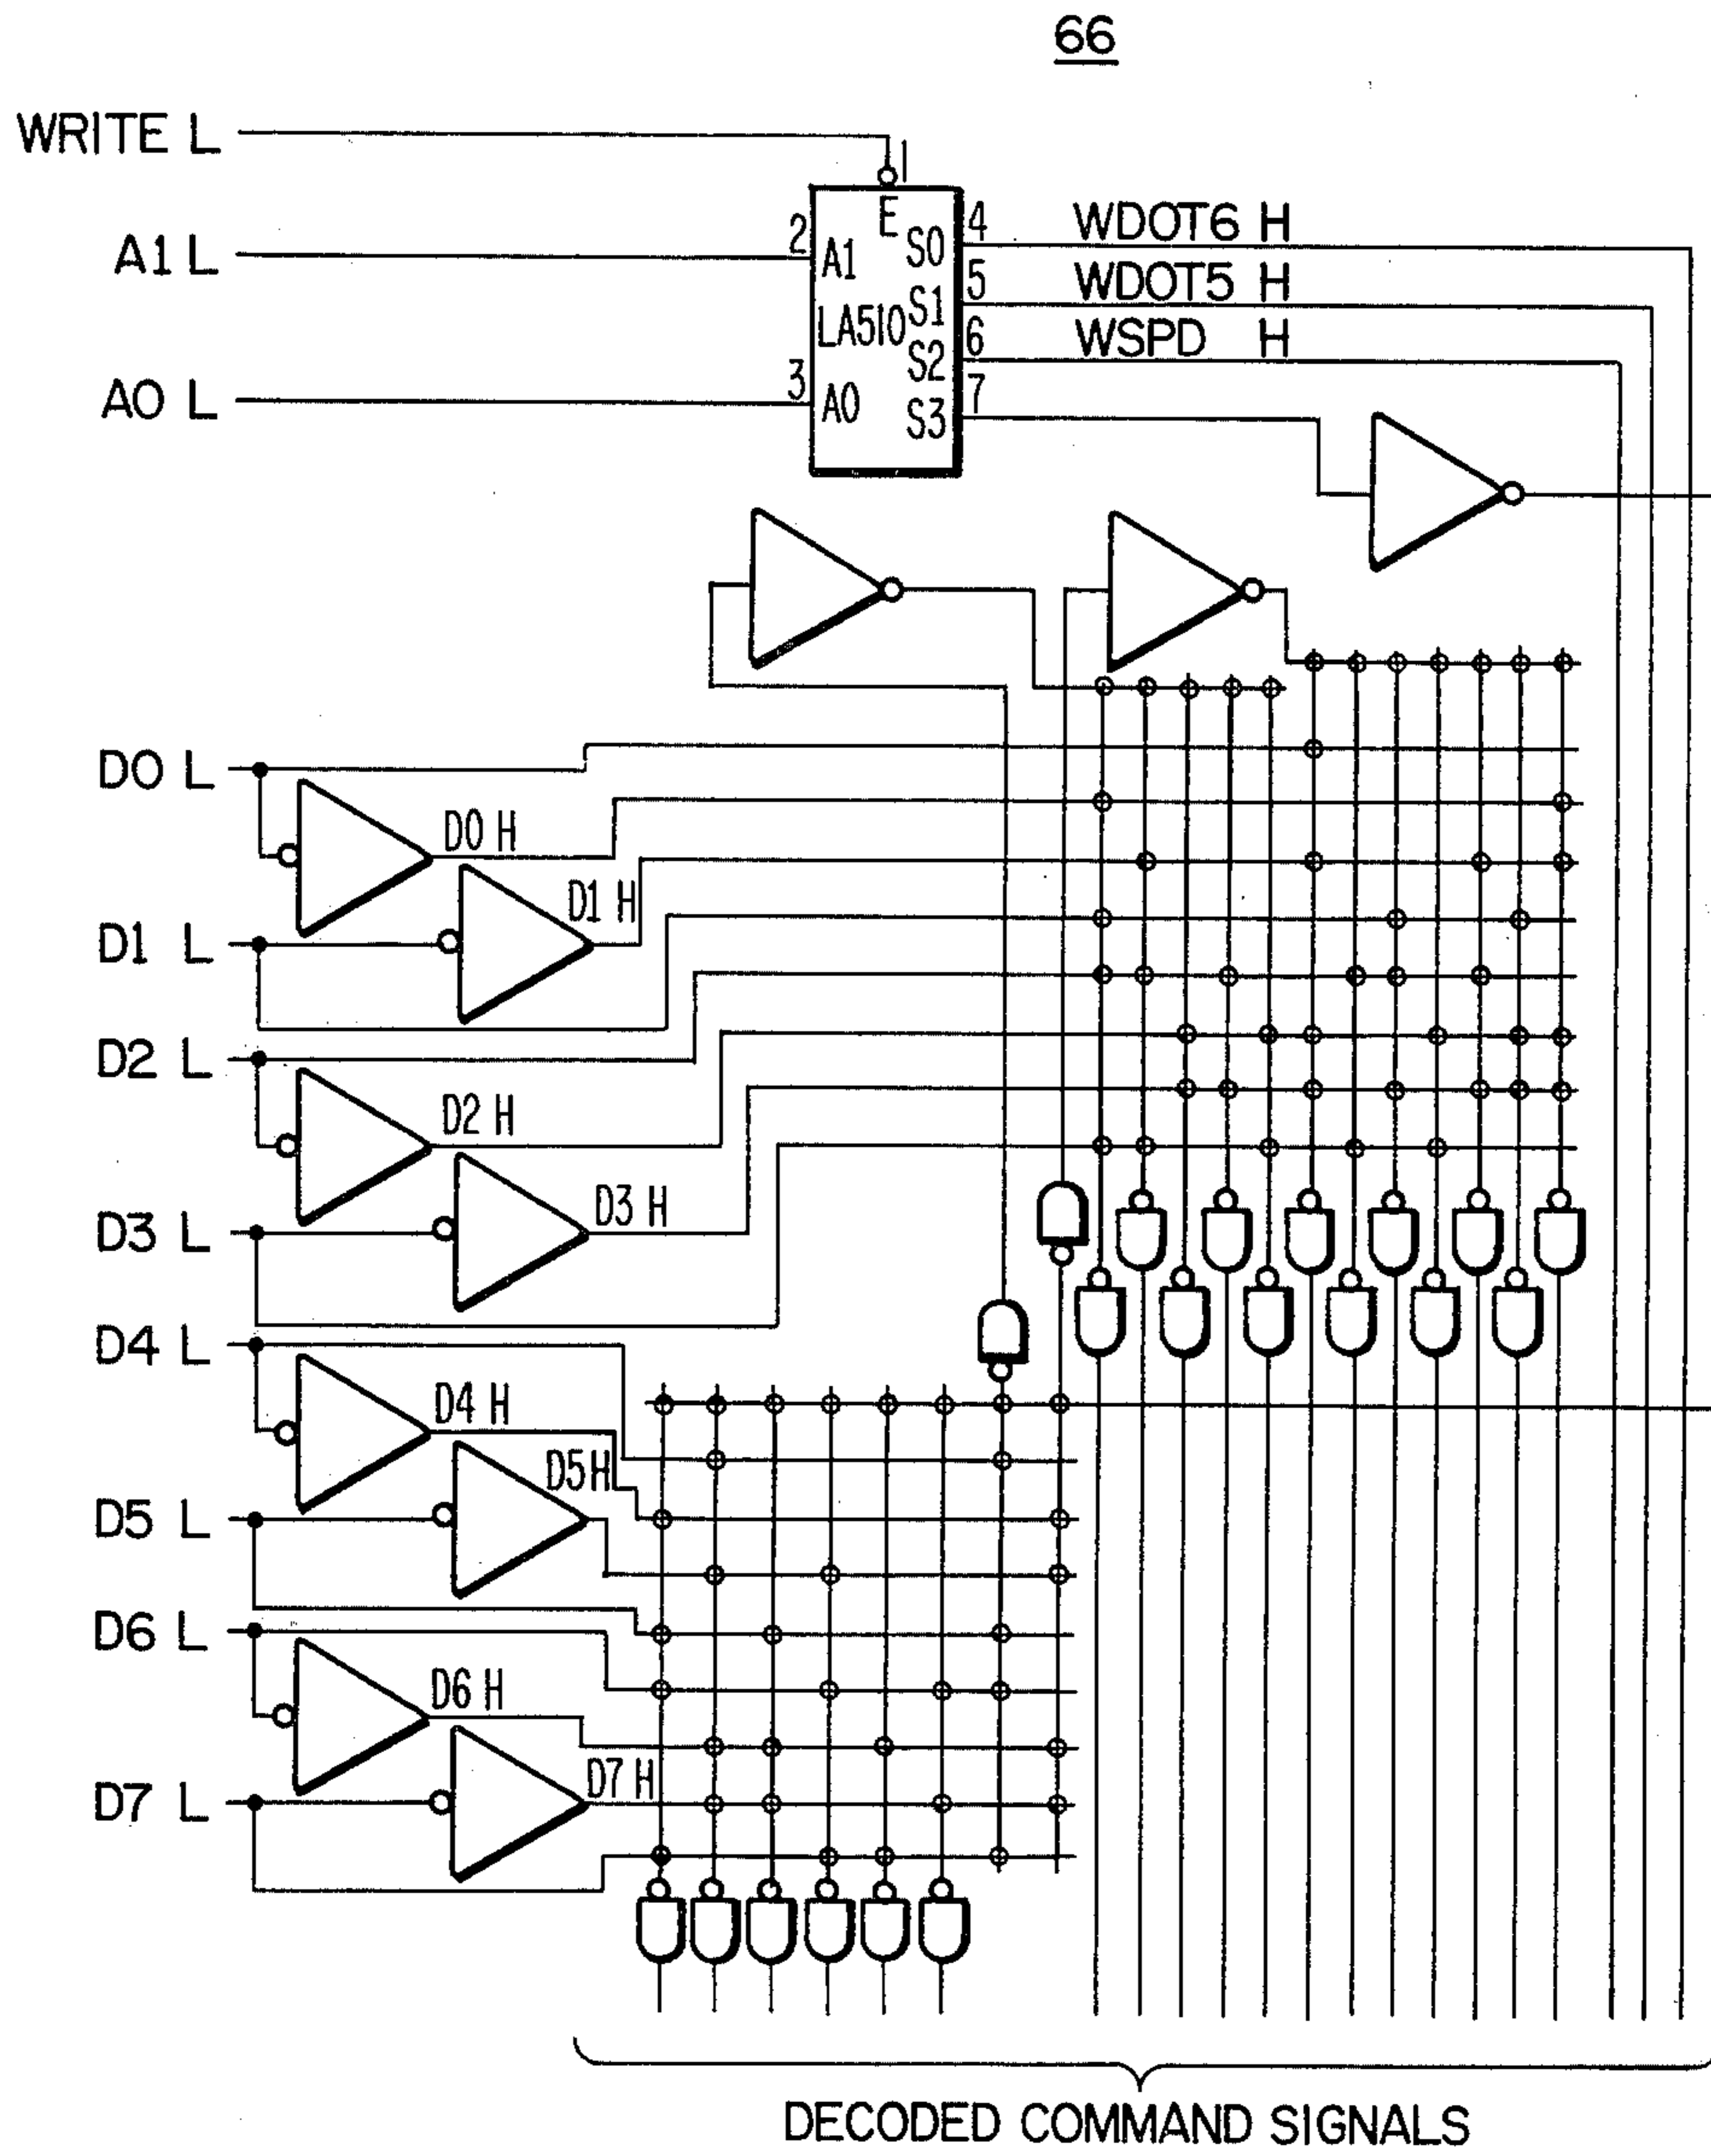 66
WRITE L
1
E
2
A1 L
A1
S0
4
WDOT6 H
S1
5
WDOT5 H
LA510
S2
6
WSPD H
3
A0 L
A0
S3
7
D0 L
D0 H
D1 H
D1 L
D2 L
D2 H
D3 H
D3 L
D4 L
D4 H
D5 H
D5 L
D6 L
D6 H
D7 H
D7 L
DECODED COMMAND SIGNALS